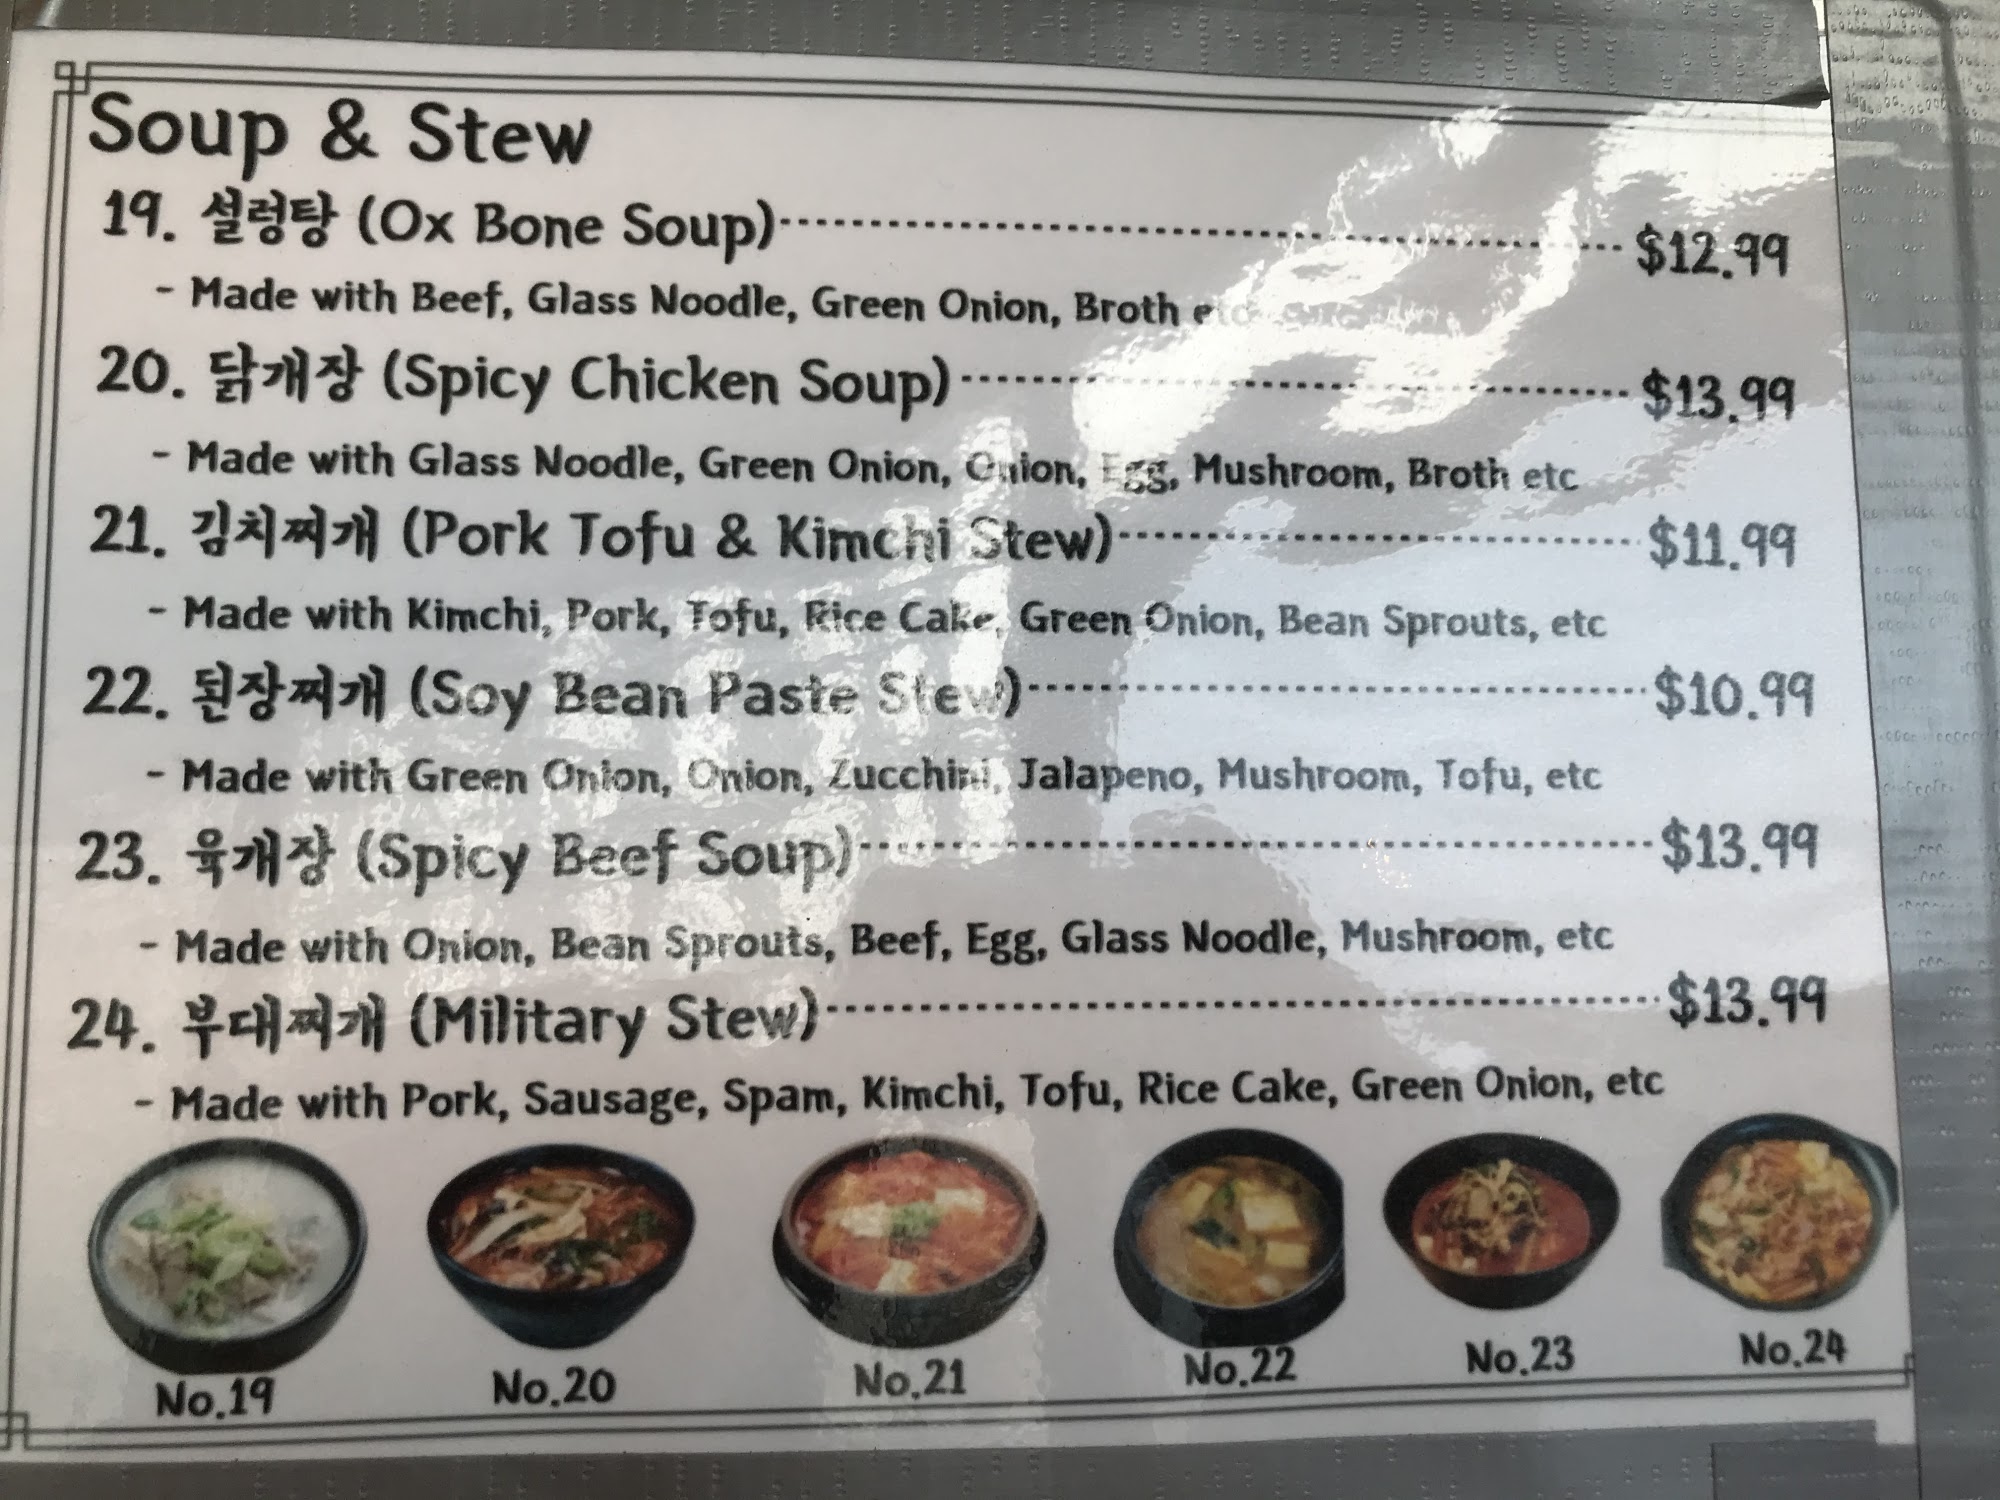 Soup & Stew
19. 설렁탕 (Ox Bone Soup) $12.99
- Made with Beef, Glass Noodle, Green Onion, Broth etc
20. 닭개장 (Spicy Chicken Soup) $13.99
- Made with Glass Noodle, Green Onion, Onion, Egg, Mushroom, Broth etc
21. 김치찌개 (Pork Tofu & Kimchi Stew) $11.99
- Made with Kimchi, Pork, Tofu, Rice Cake, Green Onion, Bean Sprouts, etc
22. 된장찌개 (Soy Bean Paste Stew) $10.99
- Made with Green Onion, Onion, Zucchini, Jalapeno, Mushroom, Tofu, etc
23. 육개장 (Spicy Beef Soup) $13.99
- Made with Onion, Bean Sprouts, Beef, Egg, Glass Noodle, Mushroom, etc
24. 부대찌개 (Military Stew) $13.99
- Made with Pork, Sausage, Spam, Kimchi, Tofu, Rice Cake, Green Onion, etc
No.19 No.20 No.21 No.22 No.23 No.24